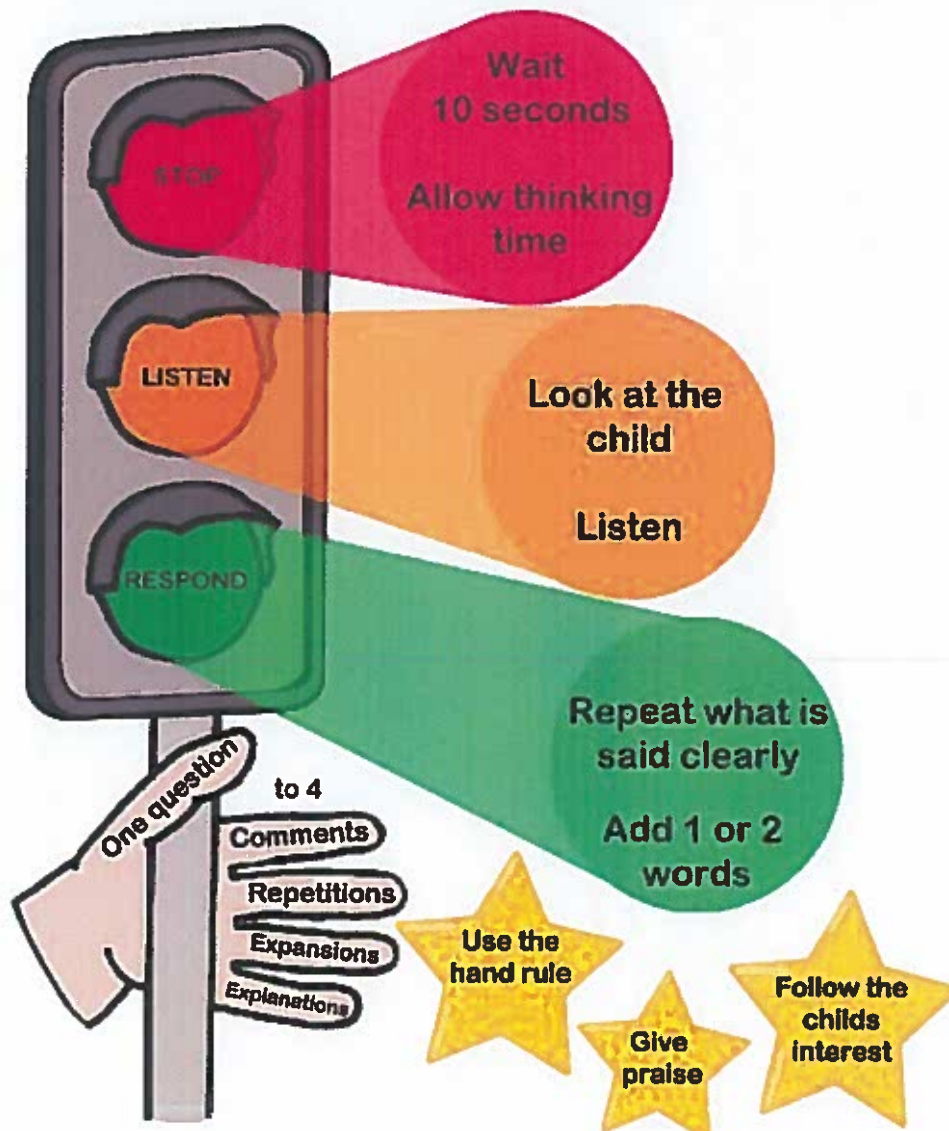 STOP
Wait
10 seconds
Allow thinking
time
LISTEN
Look at the
child
Listen
RESPOND
Repeat what is
said clearly
Add 1 or 2
words
One question
to 4
Comments
Repetitions
Expansions
Explanations
Use the
hand rule
Give
praise
Follow the
childs
interest